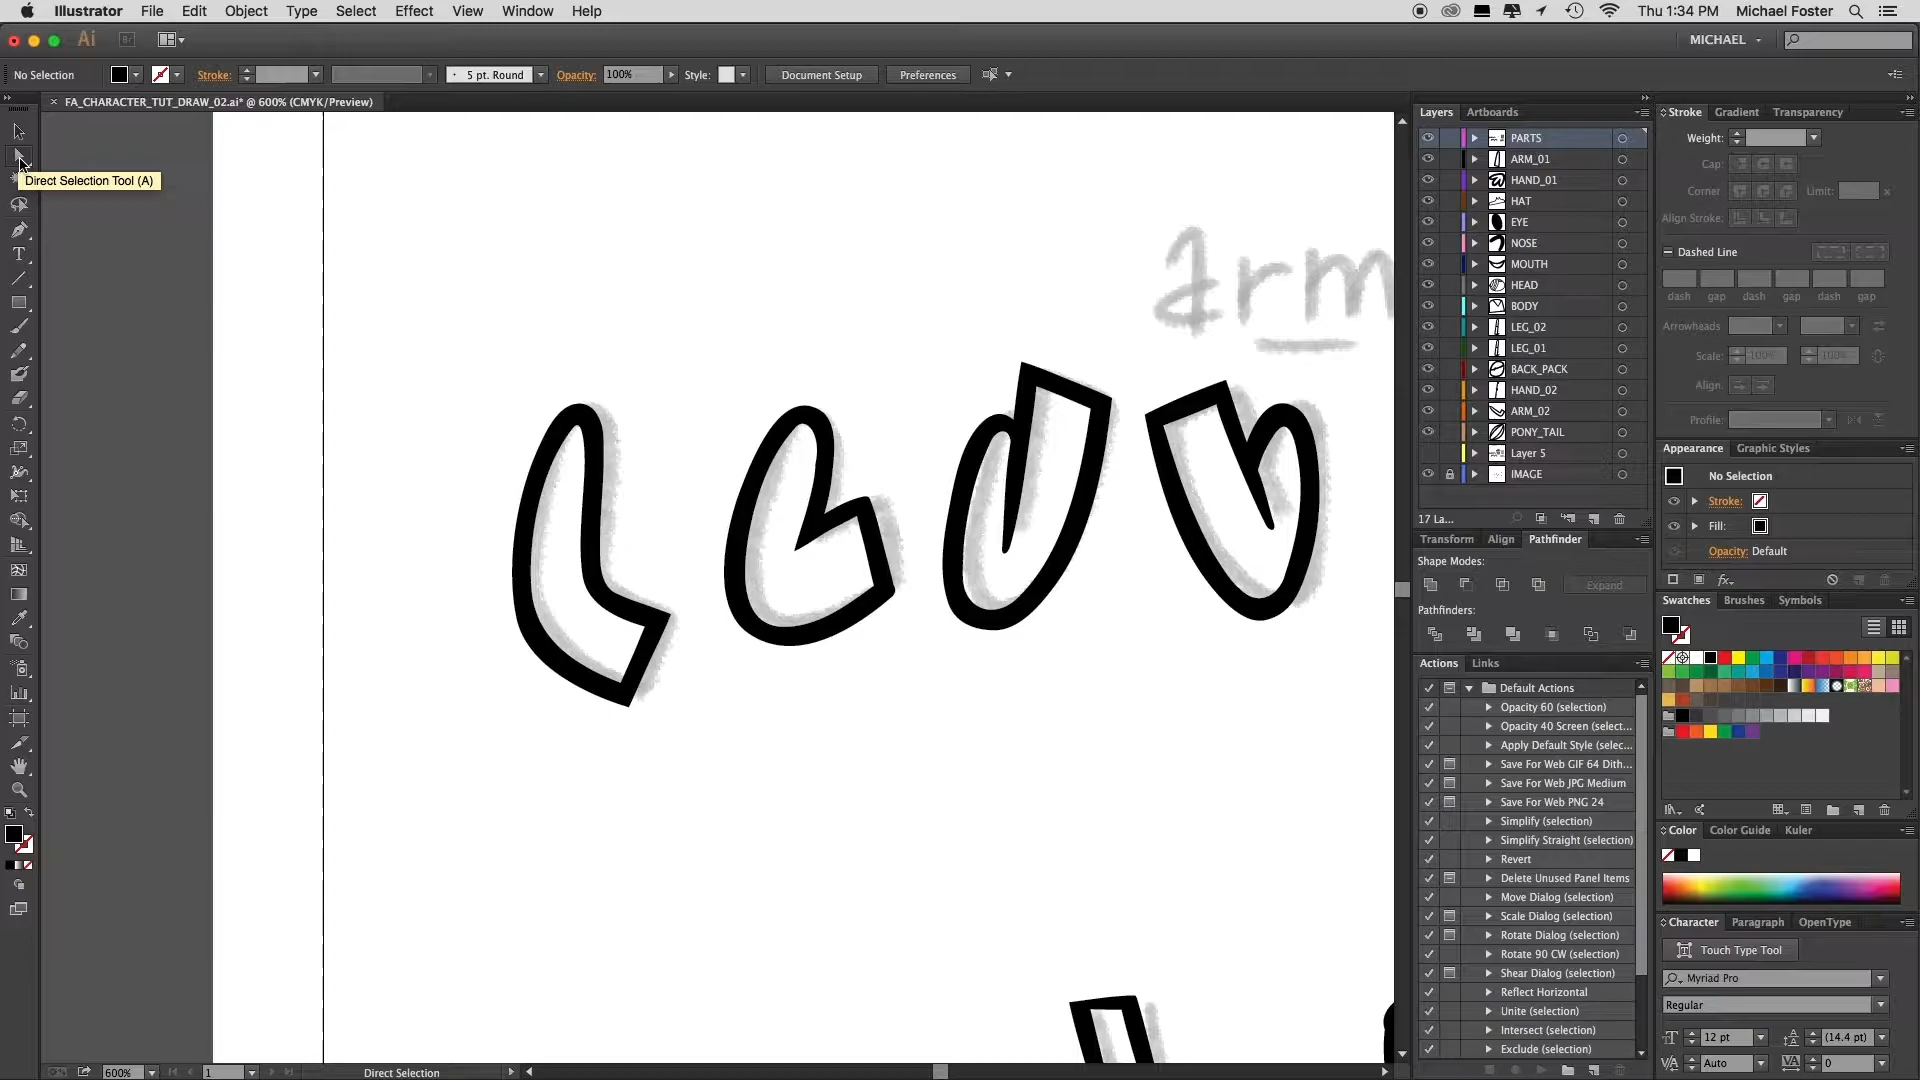 Illustrator File Edit Object Type Select Effect View Window Help Thu 1:34 PM Michael Foster
Ai Br MICHAEL
No Selection Stroke: 5 pt. Round Opacity: 100% Style: Document Setup Preferences
× FA_CHARACTER_TUT_DRAW_02.ai* @ 600% (CMYK/Preview)
Direct Selection Tool (A)
arm
Layers Artboards
PARTS
ARM_01
HAND_01
HAT
EYE
NOSE
MOUTH
HEAD
BODY
LEG_02
LEG_01
BACK_PACK
HAND_02
ARM_02
PONY_TAIL
Layer 5
IMAGE
17 La...
Transform Align Pathfinder
Shape Modes:
Expand
Pathfinders:
Actions Links
Default Actions
Opacity 60 (selection)
Opacity 40 Screen (select...
Apply Default Style (selec...
Save For Web GIF 64 Dith...
Save For Web JPG Medium
Save For Web PNG 24
Simplify (selection)
Simplify Straight (selection)
Revert
Delete Unused Panel Items
Move Dialog (selection)
Scale Dialog (selection)
Rotate Dialog (selection)
Rotate 90 CW (selection)
Shear Dialog (selection)
Reflect Horizontal
Unite (selection)
Intersect (selection)
Exclude (selection)
Stroke Gradient Transparency
Weight:
Cap:
Corner Limit: x
Align Stroke:
Dashed Line
dash gap dash gap dash gap
Arrowheads
Scale: 100% 100%
Align:
Profile:
Appearance Graphic Styles
No Selection
Stroke:
Fill:
Opacity: Default
fx
Swatches Brushes Symbols
Color Color Guide Kuler
Character Paragraph OpenType
Touch Type Tool
Myriad Pro
Regular
12 pt (14.4 pt)
Auto 0
600% 1 Direct Selection